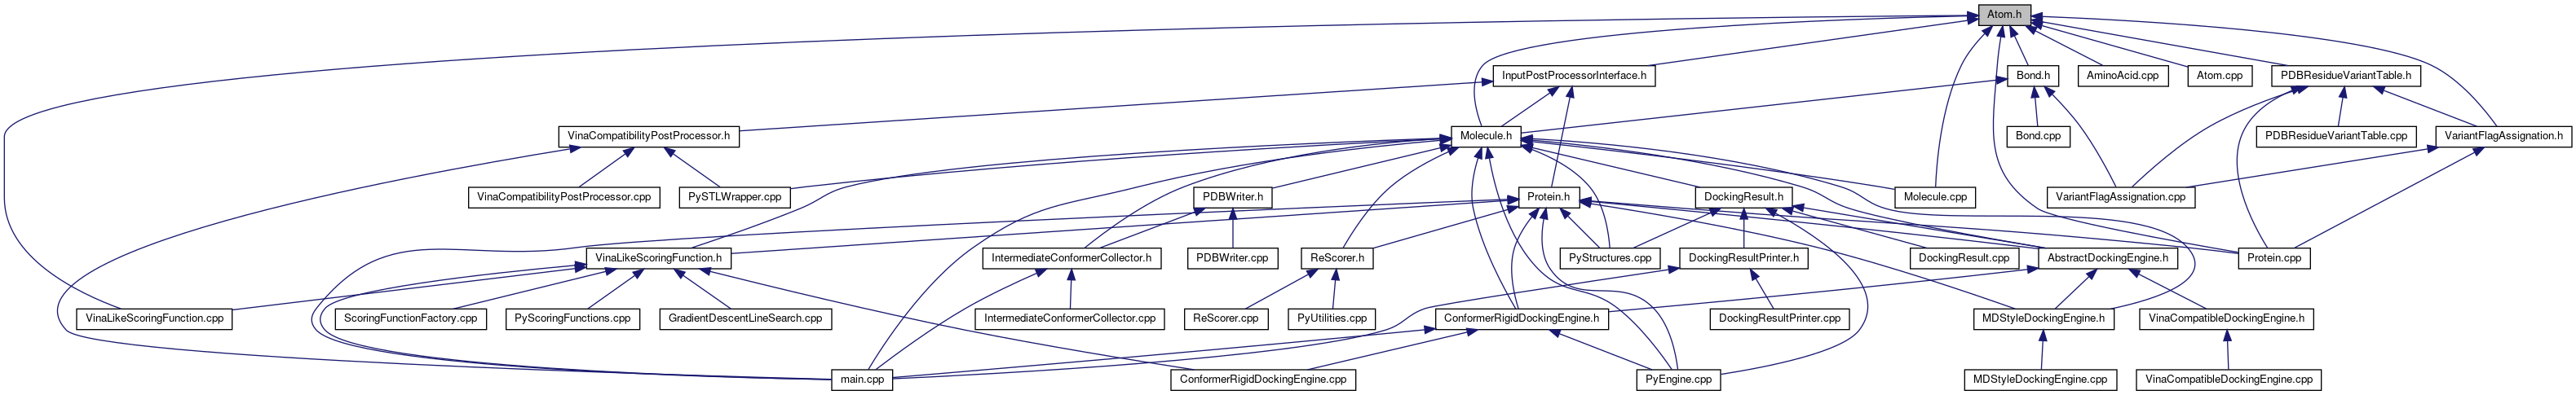 Atom.h
InputPostProcessorInterface.h
Bond.h
AminoAcid.cpp
Atom.cpp
PDBResidueVariantTable.h
VinaCompatibilityPostProcessor.h
Molecule.h
Bond.cpp
PDBResidueVariantTable.cpp
VariantFlagAssignation.h
VinaCompatibilityPostProcessor.cpp
PySTLWrapper.cpp
PDBWriter.h
Protein.h
DockingResult.h
Molecule.cpp
VariantFlagAssignation.cpp
VinaLikeScoringFunction.h
IntermediateConformerCollector.h
PDBWriter.cpp
ReScorer.h
PyStructures.cpp
DockingResultPrinter.h
DockingResult.cpp
AbstractDockingEngine.h
Protein.cpp
VinaLikeScoringFunction.cpp
ScoringFunctionFactory.cpp
PyScoringFunctions.cpp
GradientDescentLineSearch.cpp
IntermediateConformerCollector.cpp
ReScorer.cpp
PyUtilities.cpp
ConformerRigidDockingEngine.h
DockingResultPrinter.cpp
MDStyleDockingEngine.h
VinaCompatibleDockingEngine.h
main.cpp
ConformerRigidDockingEngine.cpp
PyEngine.cpp
MDStyleDockingEngine.cpp
VinaCompatibleDockingEngine.cpp